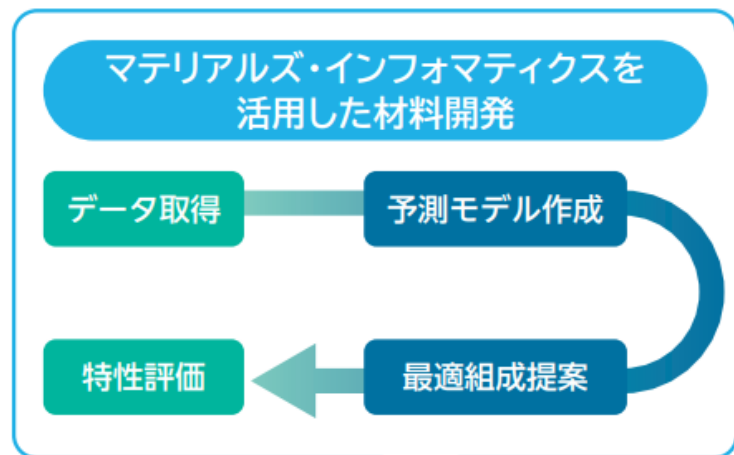 マテリアルズ・インフォマティクスを
活用した材料開発
データ取得
予測モデル作成
最適組成提案
特性評価